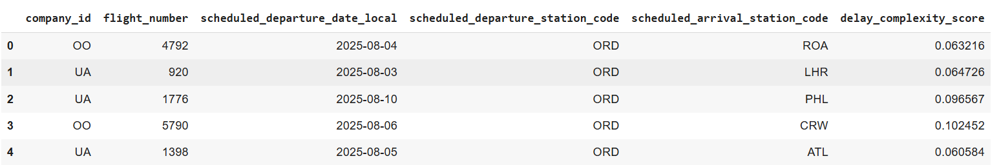 company_id flight_number scheduled_departure_date_local scheduled_departure_station_code scheduled_arrival_station_code delay_complexity_score
0 OO 4792 2025-08-04 ORD ROA 0.063216
1 UA 920 2025-08-03 ORD LHR 0.064726
2 UA 1776 2025-08-10 ORD PHL 0.096567
3 OO 5790 2025-08-06 ORD CRW 0.102452
4 UA 1398 2025-08-05 ORD ATL 0.060584